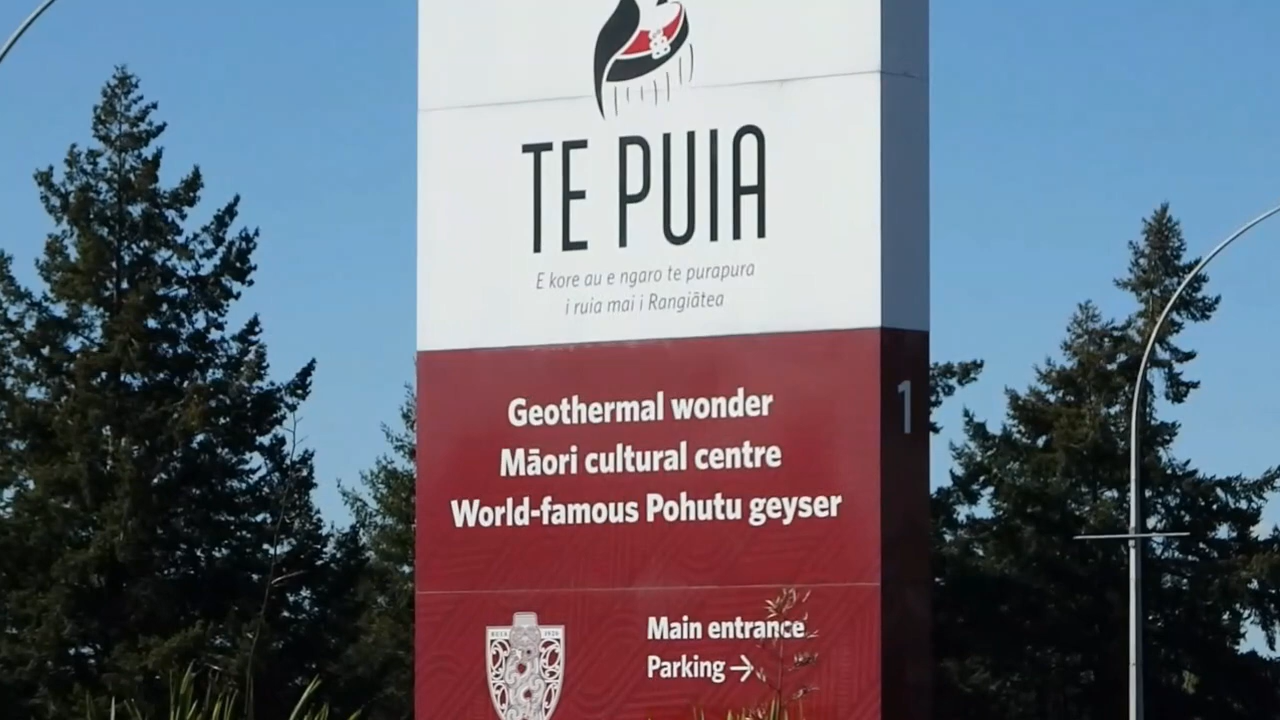 TE PUIA
E kore au e ngaro te purapura
i ruia mai i Rangiātea
Geothermal wonder
Māori cultural centre
World-famous Pohutu geyser
1
Main entrance
Parking →